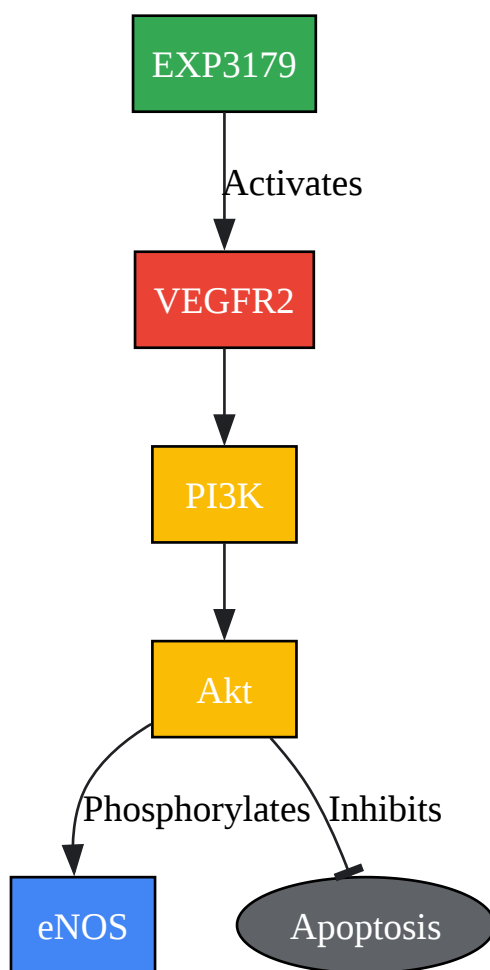 EXP3179
Activates
VEGFR2
PI3K
Akt
Phosphorylates
Inhibits
eNOS
Apoptosis